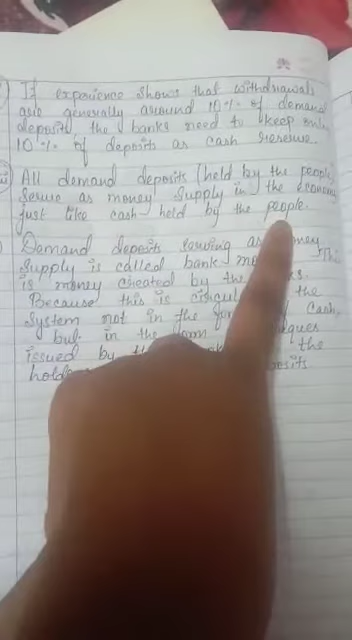 If experience shows that withdrawals
are generally around 10% of demand
deposits the banks need to keep only
10% of deposits as cash reserve.
All demand deposits (held by the people)
Serve as money supply in the economy
just like cash held by the people.
Demand deposits serving as money
supply is called bank This
is money created by the
Because this is circul the
system not in the of cash,
but in the
issued by the